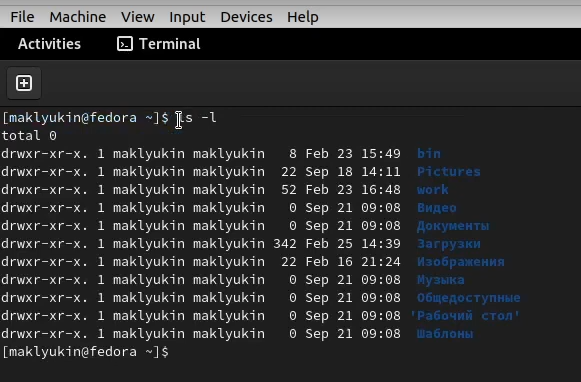 File Machine View Input Devices Help
Activities Terminal
[maklyukin@fedora ~]$ ls -l
total 0
drwxr-xr-x. 1 maklyukin maklyukin   8 Feb 23 15:49  bin
drwxr-xr-x. 1 maklyukin maklyukin  22 Sep 18 14:11  Pictures
drwxr-xr-x. 1 maklyukin maklyukin  52 Feb 23 16:48  work
drwxr-xr-x. 1 maklyukin maklyukin   0 Sep 21 09:08  Видео
drwxr-xr-x. 1 maklyukin maklyukin   0 Sep 21 09:08  Документы
drwxr-xr-x. 1 maklyukin maklyukin 342 Feb 25 14:39  Загрузки
drwxr-xr-x. 1 maklyukin maklyukin  22 Feb 16 21:24  Изображения
drwxr-xr-x. 1 maklyukin maklyukin   0 Sep 21 09:08  Музыка
drwxr-xr-x. 1 maklyukin maklyukin   0 Sep 21 09:08  Общедоступные
drwxr-xr-x. 1 maklyukin maklyukin   0 Sep 21 09:08 'Рабочий стол'
drwxr-xr-x. 1 maklyukin maklyukin   0 Sep 21 09:08  Шаблоны
[maklyukin@fedora ~]$